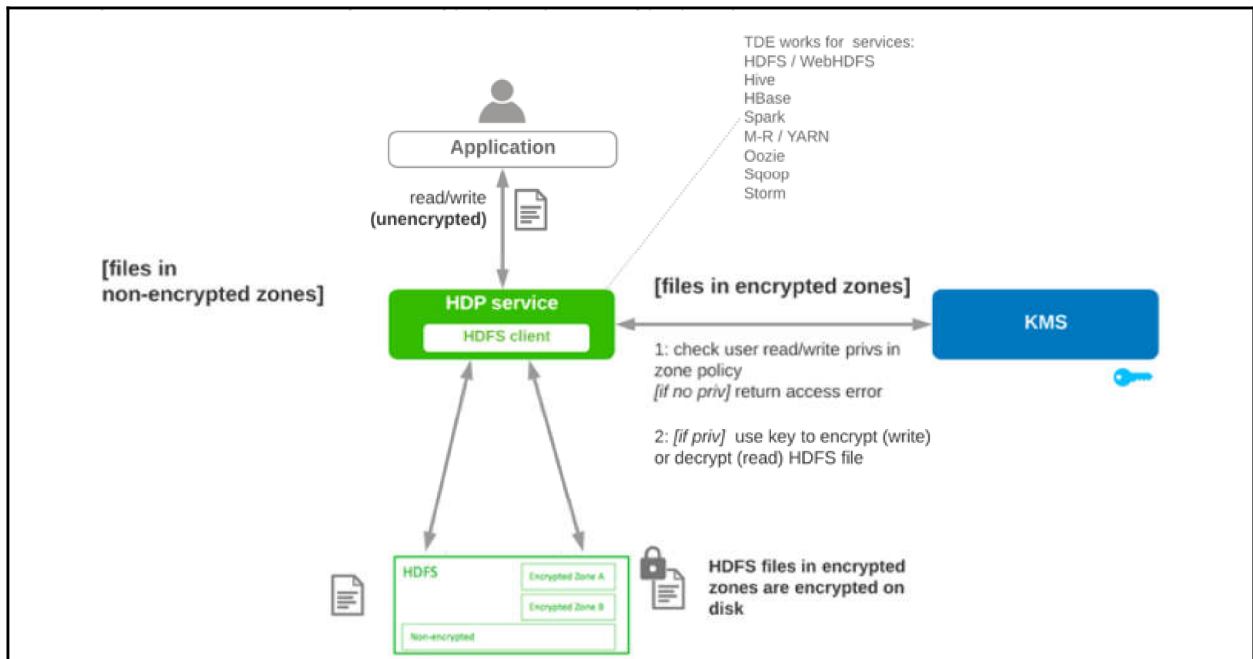 TDE works for services:
HDFS / WebHDFS
Hive
HBase
Spark
M-R / YARN
Oozie
Sqoop
Storm
Application
read/write
(unencrypted)
[files in
non-encrypted zones]
HDP service
HDFS client
[files in encrypted zones]
KMS
1: check user read/write privs in
zone policy
[if no priv] return access error
2: [if priv] use key to encrypt (write)
or decrypt (read) HDFS file
HDFS
Encrypted Zone A
Encrypted Zone B
Non-encrypted
HDFS files in encrypted
zones are encrypted on
disk